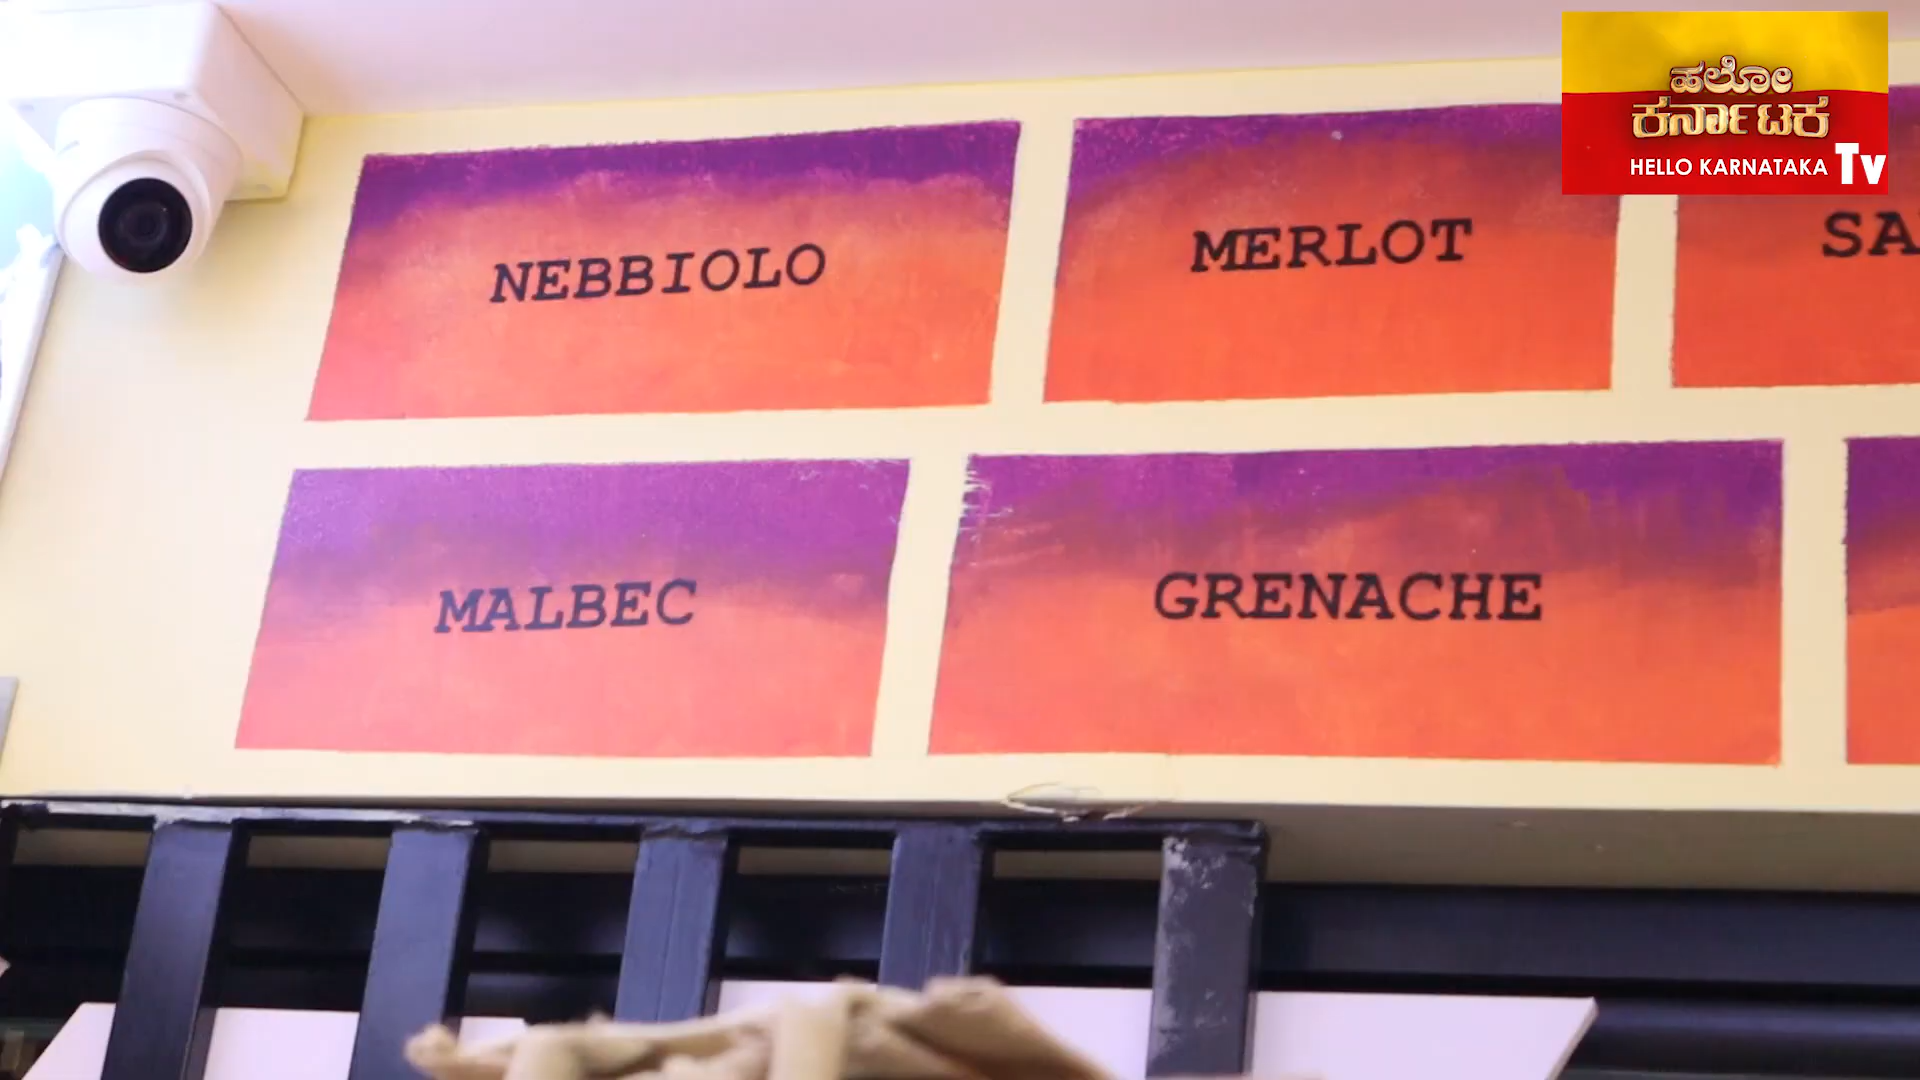 ಹಲೋ
ಕರ್ನಾಟಕ
HELLO KARNATAKA Tv
NEBBIOLO
MERLOT
SA
MALBEC
GRENACHE